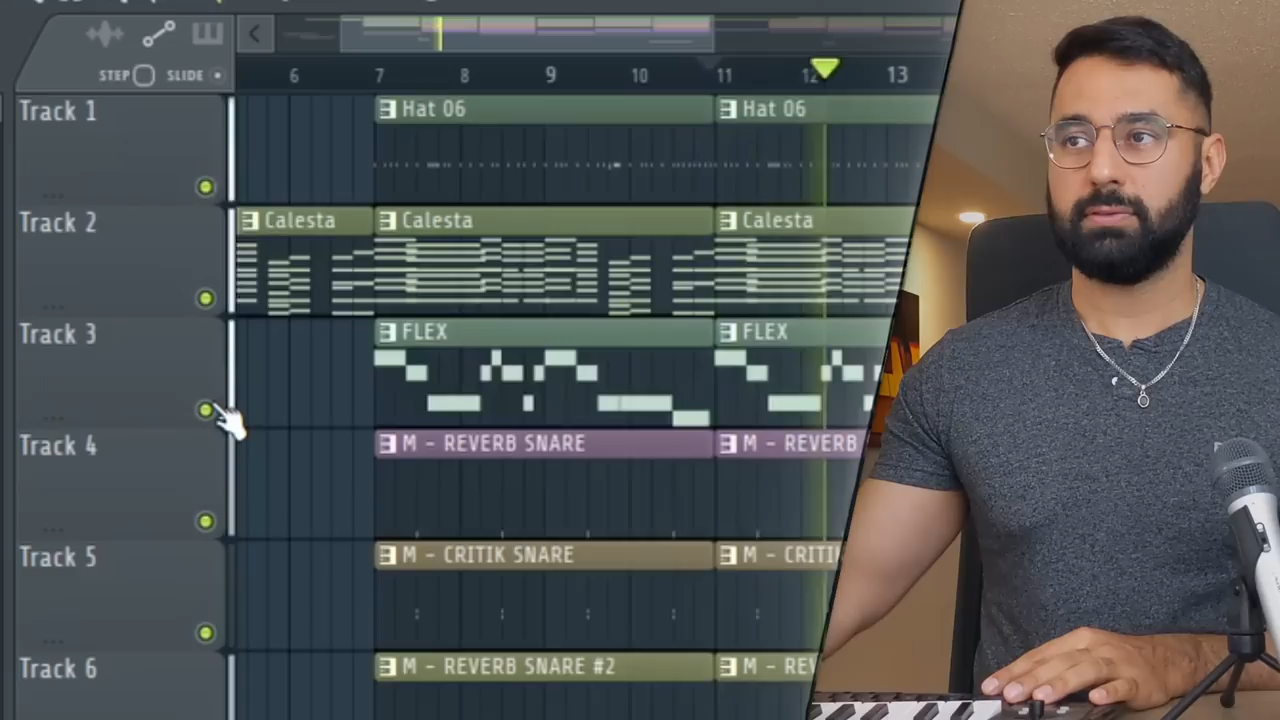 STEP SLIDE
6 7 8 9 10 11 12 13
Track 1
Hat 06 Hat 06
Track 2
Calesta Calesta Calesta
Track 3
FLEX FLEX
Track 4
M - REVERB SNARE M - REVERB
Track 5
M - CRITIK SNARE M - CRITIK
Track 6
M - REVERB SNARE #2 M - REV